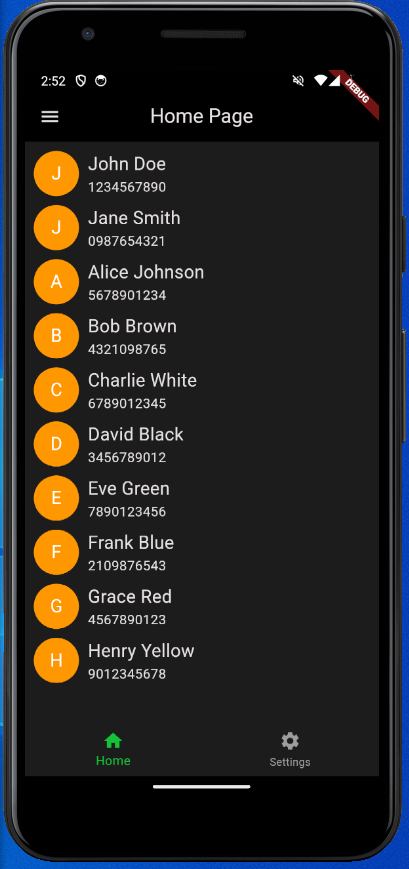 2:52
DEBUG
Home Page
J
John Doe
1234567890
J
Jane Smith
0987654321
A
Alice Johnson
5678901234
B
Bob Brown
4321098765
C
Charlie White
6789012345
D
David Black
3456789012
E
Eve Green
7890123456
F
Frank Blue
2109876543
G
Grace Red
4567890123
H
Henry Yellow
9012345678
Home
Settings